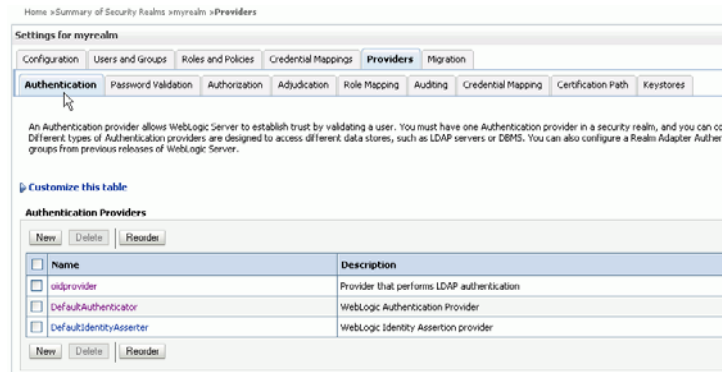 Home >Summary of Security Realms >myrealm >Providers
Settings for myrealm
Configuration Users and Groups Roles and Policies Credential Mappings Providers Migration
Authentication Password Validation Authorization Adjudication Role Mapping Auditing Credential Mapping Certification Path Keystores
An Authentication provider allows WebLogic Server to establish trust by validating a user. You must have one Authentication provider in a security realm, and you can co
Different types of Authentication providers are designed to access different data stores, such as LDAP servers or DBMS. You can also configure a Realm Adapter Authen
groups from previous releases of WebLogic Server.
Customize this table
Authentication Providers
New Delete Reorder
Name Description
oidprovider Provider that performs LDAP authentication
DefaultAuthenticator WebLogic Authentication Provider
DefaultIdentityAsserter WebLogic Identity Assertion provider
New Delete Reorder